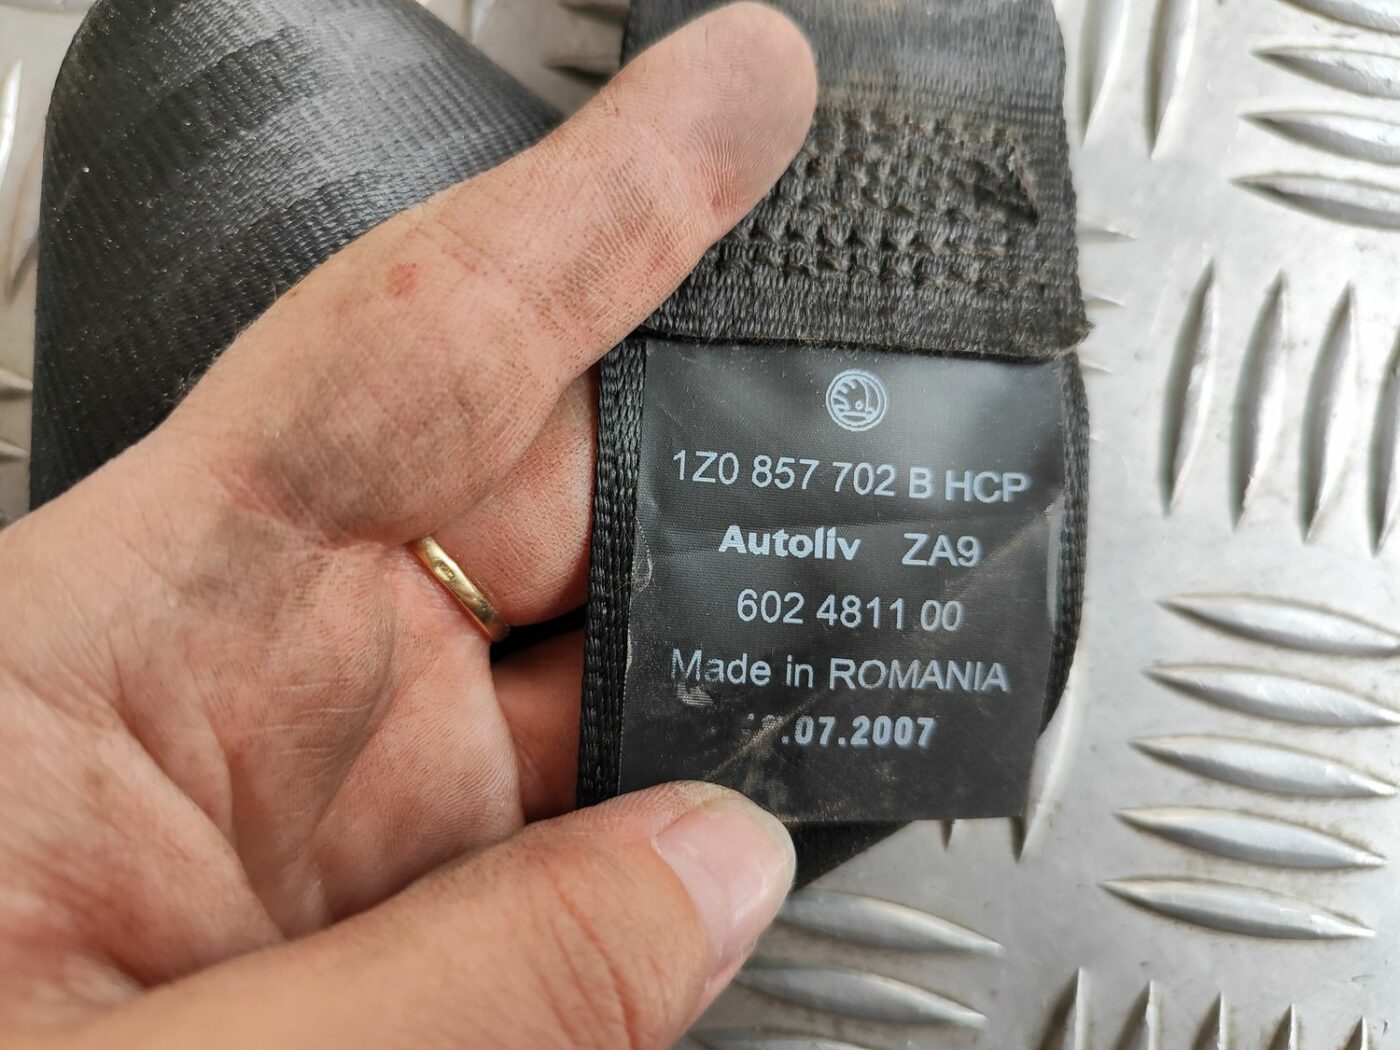 1Z0 857 702 B HCP
Autoliv ZA9
602 4811 00
Made in ROMANIA
.07.2007